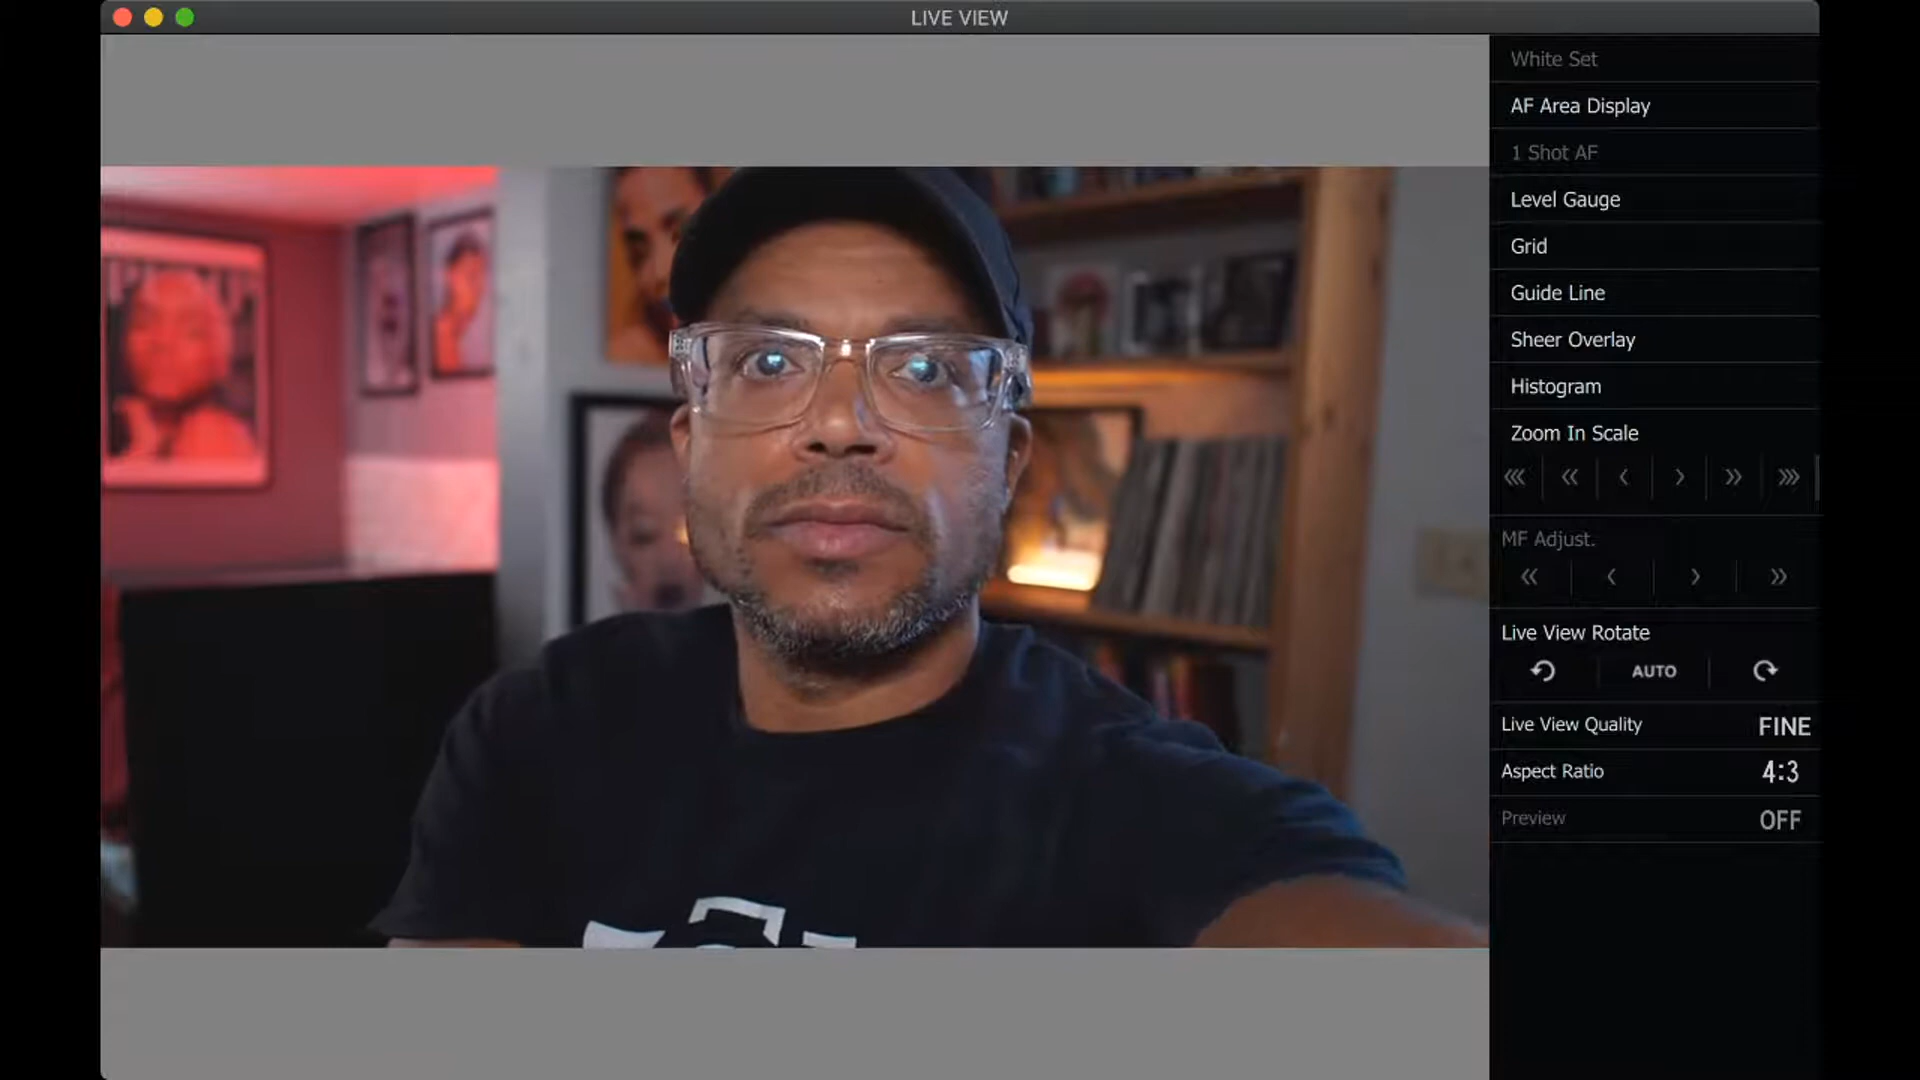 LIVE VIEW
White Set
AF Area Display
1 Shot AF
Level Gauge
Grid
Guide Line
Sheer Overlay
Histogram
Zoom In Scale
MF Adjust.
Live View Rotate
AUTO
Live View Quality FINE
Aspect Ratio 4:3
Preview OFF